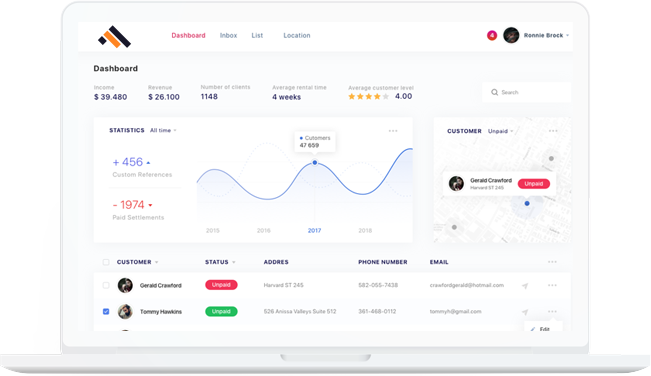 Dashboard Inbox List Location 4 Ronnie Brock
Dashboard
Income Revenue Number of clients Average rental time Average customer level
$ 39.480 $ 26.100 1148 4 weeks 4.00
Search
STATISTICS All time
Cutomers
47 659
+ 456
Custom References
- 1974
Paid Settlements
2015 2016 2017 2018
CUSTOMER Unpaid
Gerald Crawford
Harvard ST 245
Unpaid
CUSTOMER + STATUS + ADDRES PHONE NUMBER EMAIL
Gerald Crawford Unpaid Harvard ST 245 582-055-7438 crawfordgerald@hotmail.com
Tommy Hawkins Unpaid 526 Anissa Valleys Suite 512 361-468-0112 tommyh@gmail.com
Edit